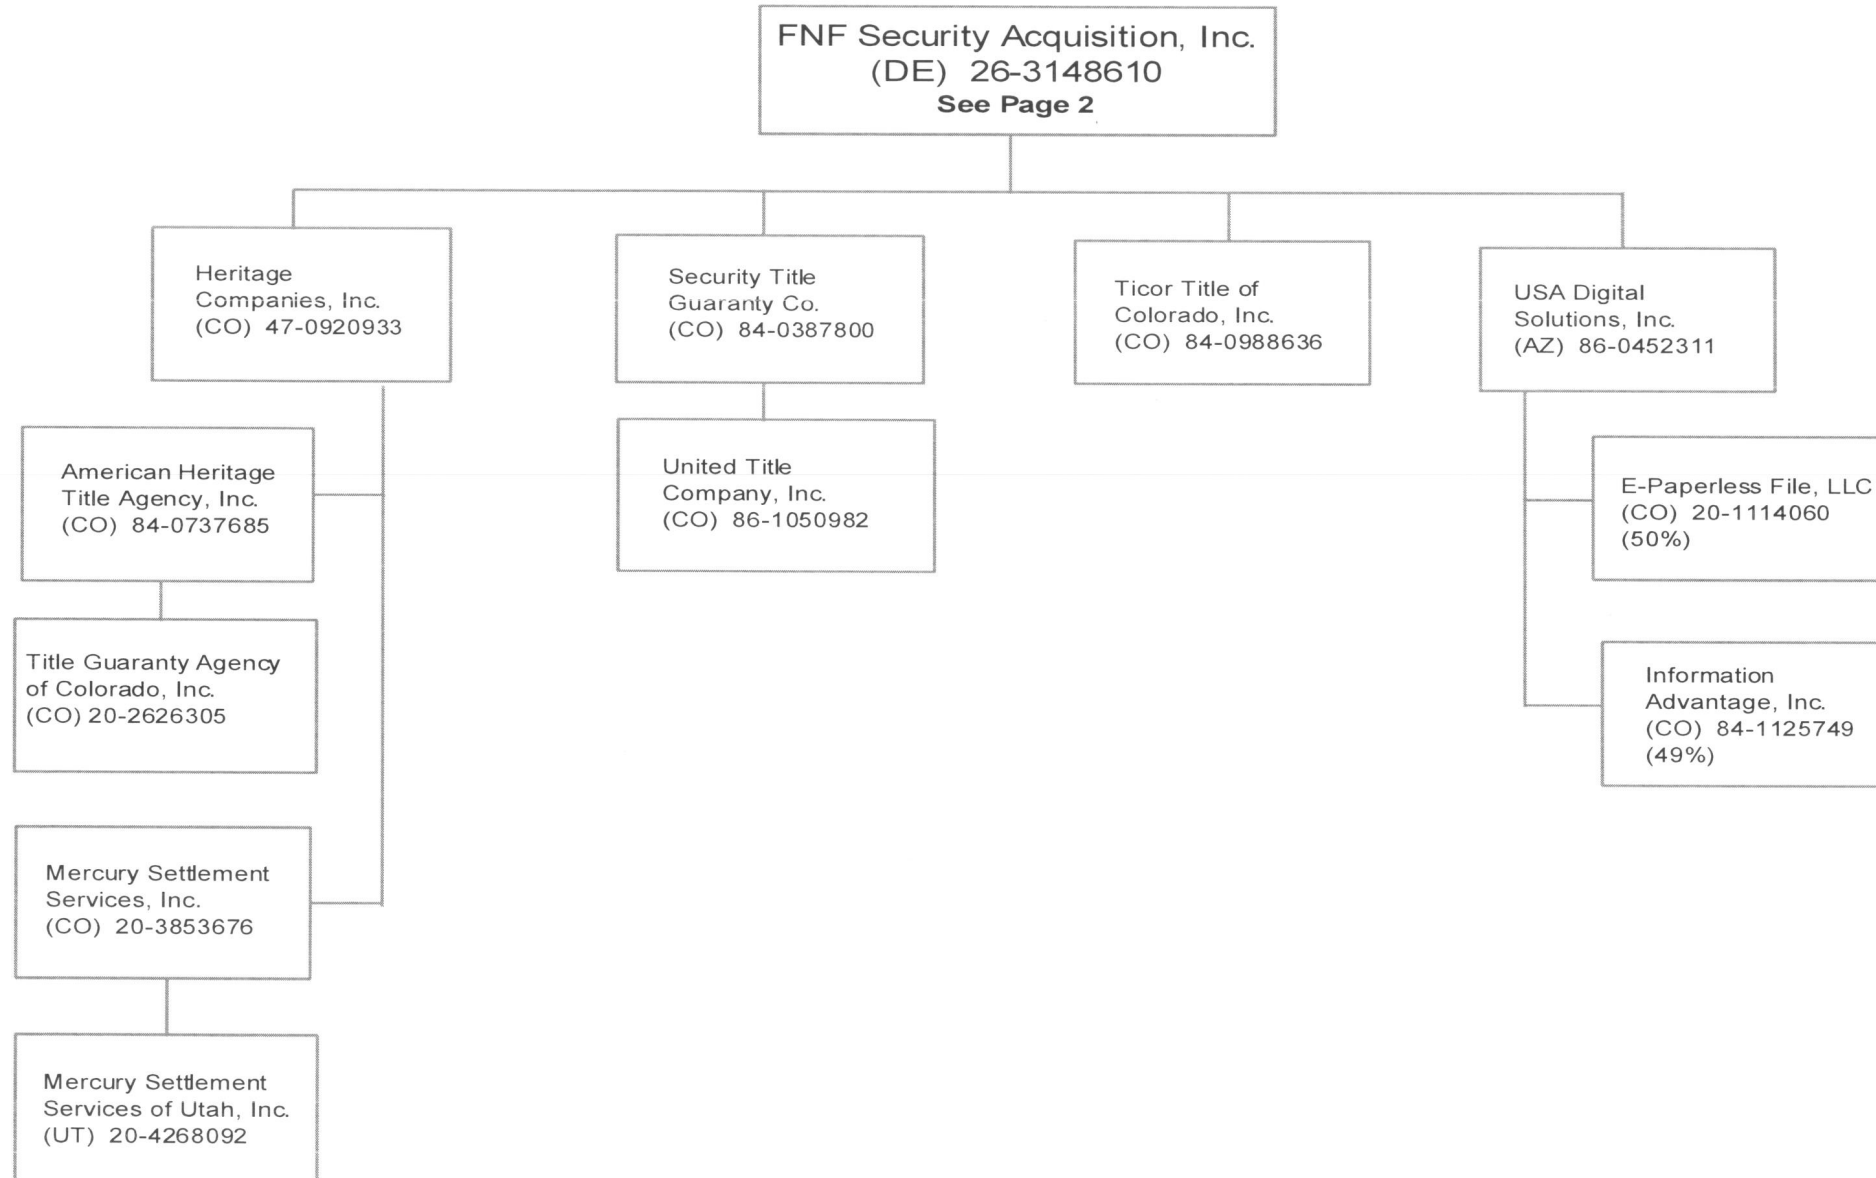 FNF Security Acquisition, Inc.
(DE) 26-3148610
See Page 2
Heritage
Companies, Inc.
(CO) 47-0920933
Security Title
Guaranty Co.
(CO) 84-0387800
Ticor Title of
Colorado, Inc.
(CO) 84-0988636
USA Digital
Solutions, Inc.
(AZ) 86-0452311
American Heritage
Title Agency, Inc.
(CO) 84-0737685
United Title
Company, Inc.
(CO) 86-1050982
E-Paperless File, LLC
(CO) 20-1114060
(50%)
Title Guaranty Agency
of Colorado, Inc.
(CO) 20-2626305
Information
Advantage, Inc.
(CO) 84-1125749
(49%)
Mercury Settlement
Services, Inc.
(CO) 20-3853676
Mercury Settlement
Services of Utah, Inc.
(UT) 20-4268092